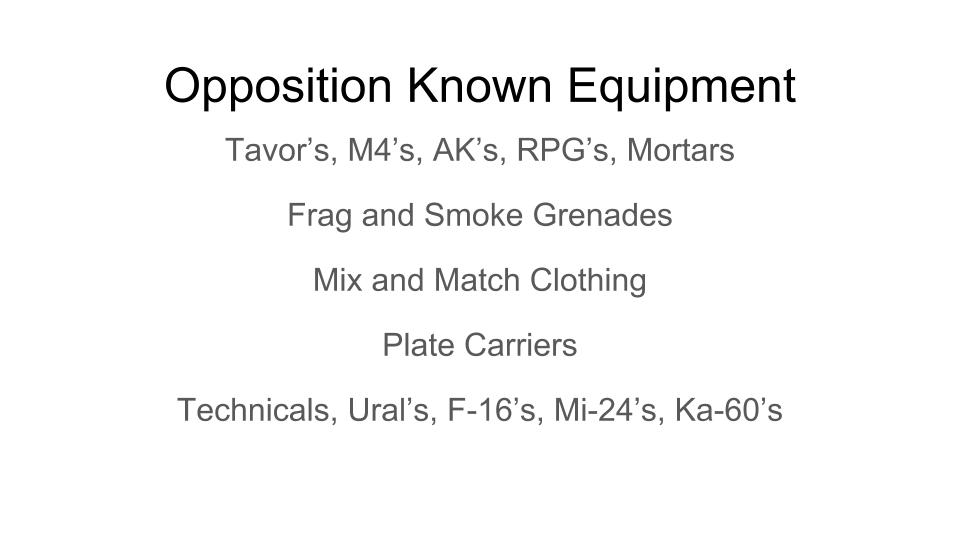 Opposition Known Equipment
Tavor’s, M4’s, AK’s, RPG’s, Mortars
Frag and Smoke Grenades
Mix and Match Clothing
Plate Carriers
Technicals, Ural’s, F-16’s, Mi-24’s, Ka-60’s